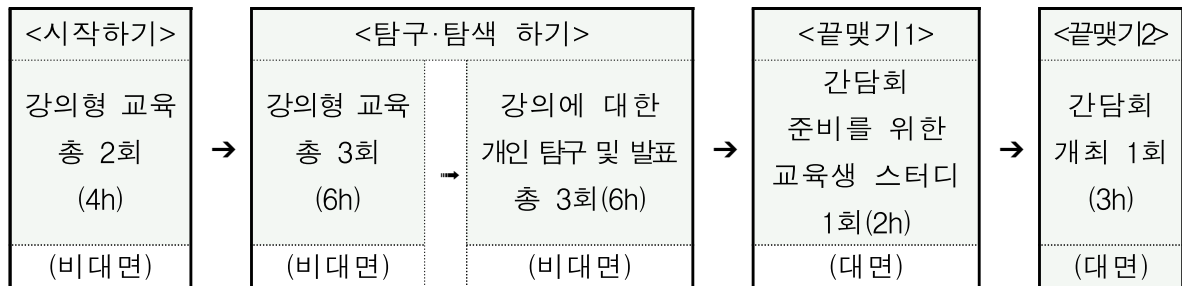 <시작하기>
강의형 교육
총 2회
(4h)
(비대면)
➔
<탐구·탐색 하기>
강의형 교육
총 3회
(6h)
(비대면)
➟
강의에 대한
개인 탐구 및 발표
총 3회(6h)
(비대면)
➔
<끝맺기1>
간담회
준비를 위한
교육생 스터디
1회(2h)
(대면)
➔
<끝맺기2>
간담회
개최 1회
(3h)
(대면)